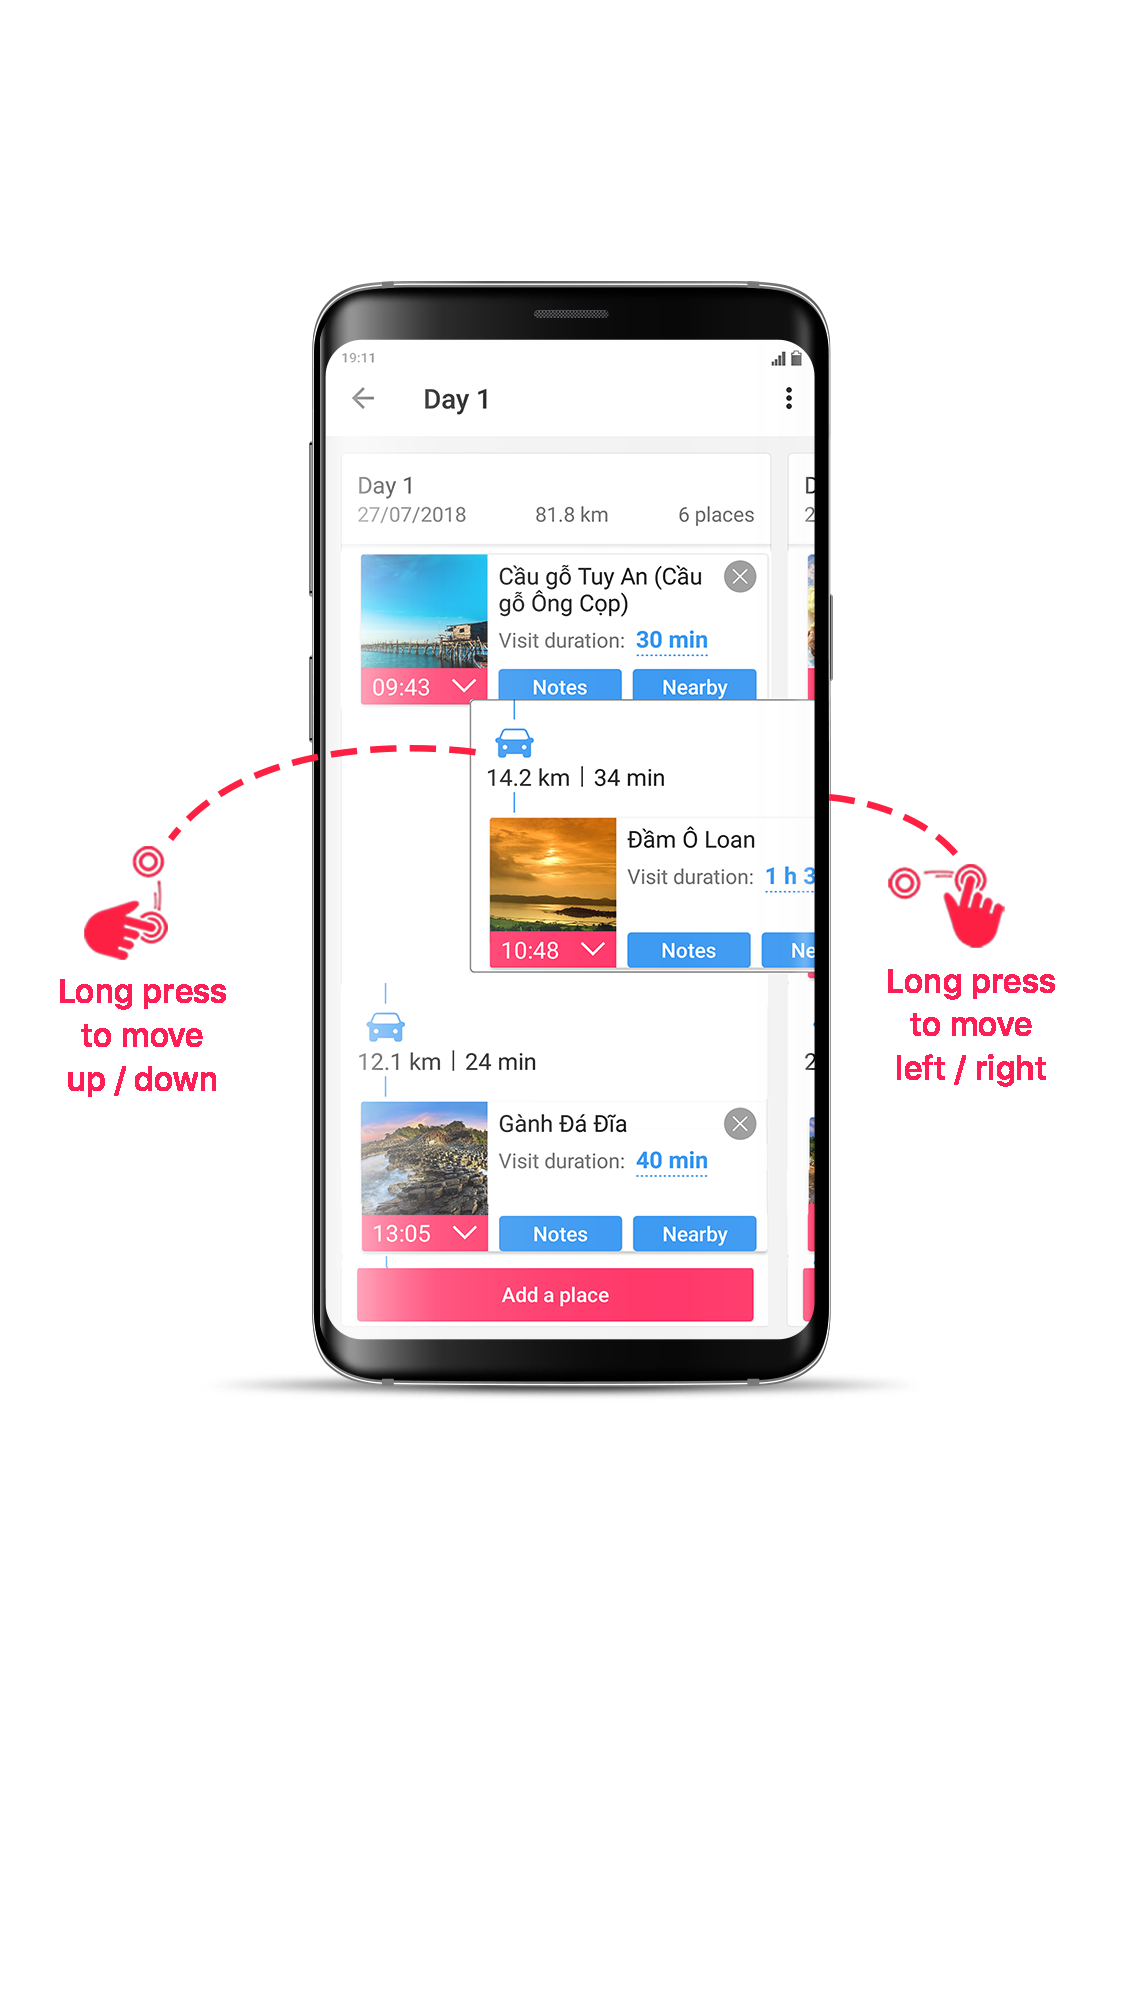 19:11
Day 1
Day 1
27/07/2018 81.8 km 6 places
Cầu gỗ Tuy An (Cầu
gỗ Ông Cọp)
Visit duration: 30 min
09:43 Notes Nearby
14.2 km | 34 min
Đầm Ô Loan
Visit duration: 1 h 3
10:48 Notes Ne
Long press
to move
up / down
Long press
to move
left / right
12.1 km | 24 min
2
Gành Đá Đĩa
Visit duration: 40 min
13:05 Notes Nearby
Add a place